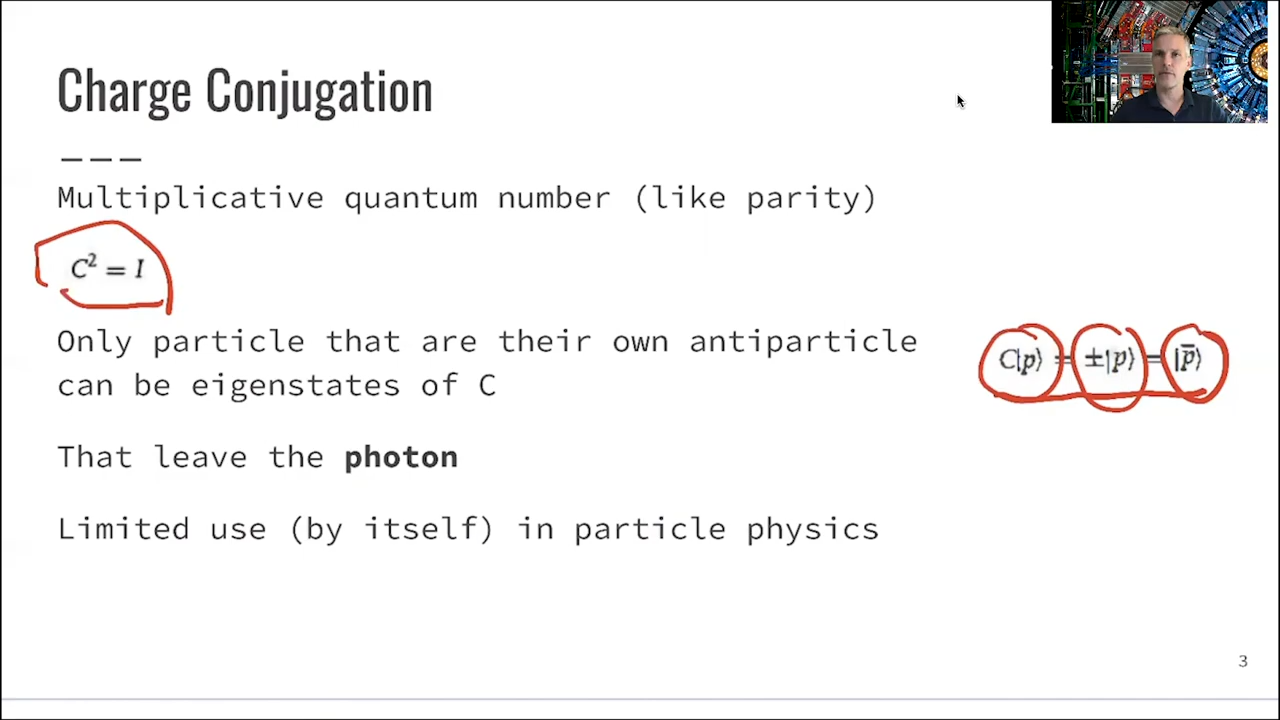 Charge Conjugation
---
Multiplicative quantum number (like parity)
C² = I
Only particle that are their own antiparticle
can be eigenstates of C
C|p⟩ = ±|p⟩ = |p̅⟩
That leave the photon
Limited use (by itself) in particle physics
3